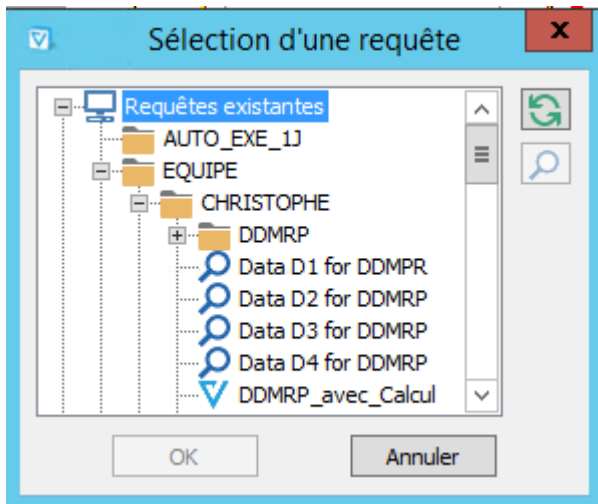 Sélection d'une requête
x
Requêtes existantes
AUTO_EXE_1J
EQUIPE
CHRISTOPHE
DDMRP
Data D1 for DDMPR
Data D2 for DDMRP
Data D3 for DDMRP
Data D4 for DDMRP
DDMRP_avec_Calcul
OK
Annuler